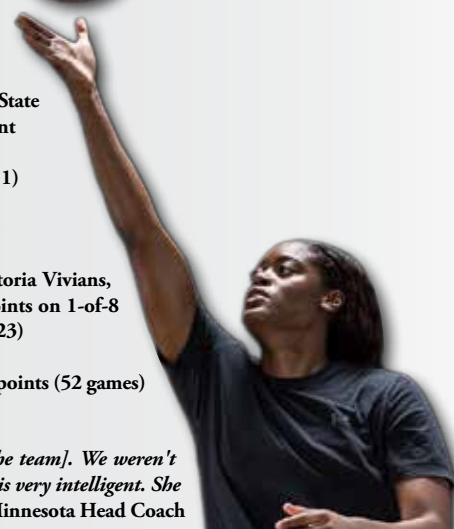 State
nt
1)
toria Vivians,
oints on 1-of-8
23)
points (52 games)
he team]. We weren't
is very intelligent. She
Minnesota Head Coach